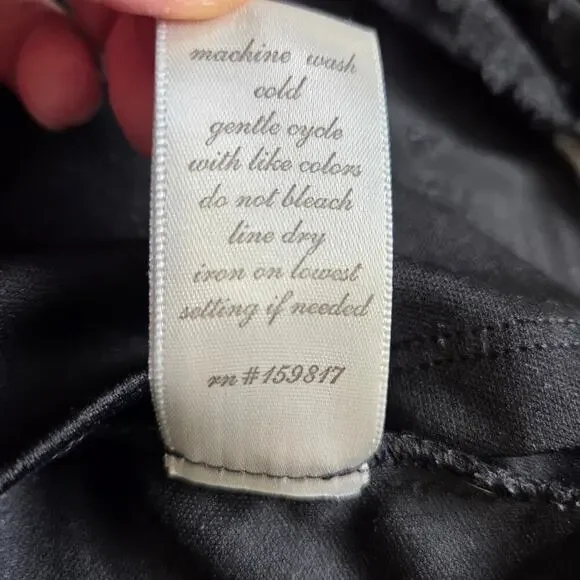 machine wash
cold
gentle cycle
with like colors
do not bleach
line dry
iron on lowest
setting if needed
rn #159817